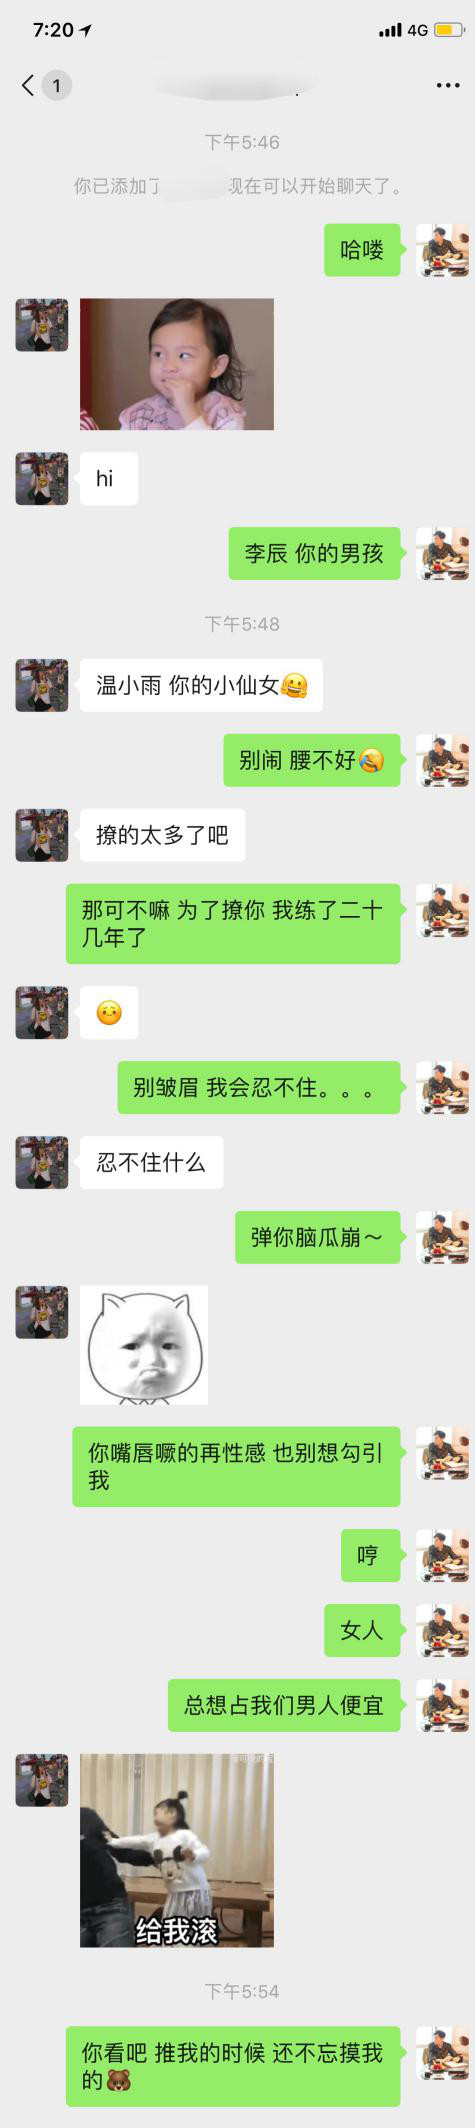 7:20
4G
1
下午5:46
你已添加了 现在可以开始聊天了。
哈喽
hi
李辰 你的男孩
下午5:48
温小雨 你的小仙女🤗
别闹 腰不好🤣
撩的太多了吧
那可不嘛 为了撩你 我练了二十
几年了
☺️
别皱眉 我会忍不住。。。
忍不住什么
弹你脑瓜崩～
你嘴唇噘的再性感 也别想勾引
我
哼
女人
总想占我们男人便宜
给我滚
下午5:54
你看吧 推我的时候 还不忘摸我
的🐻